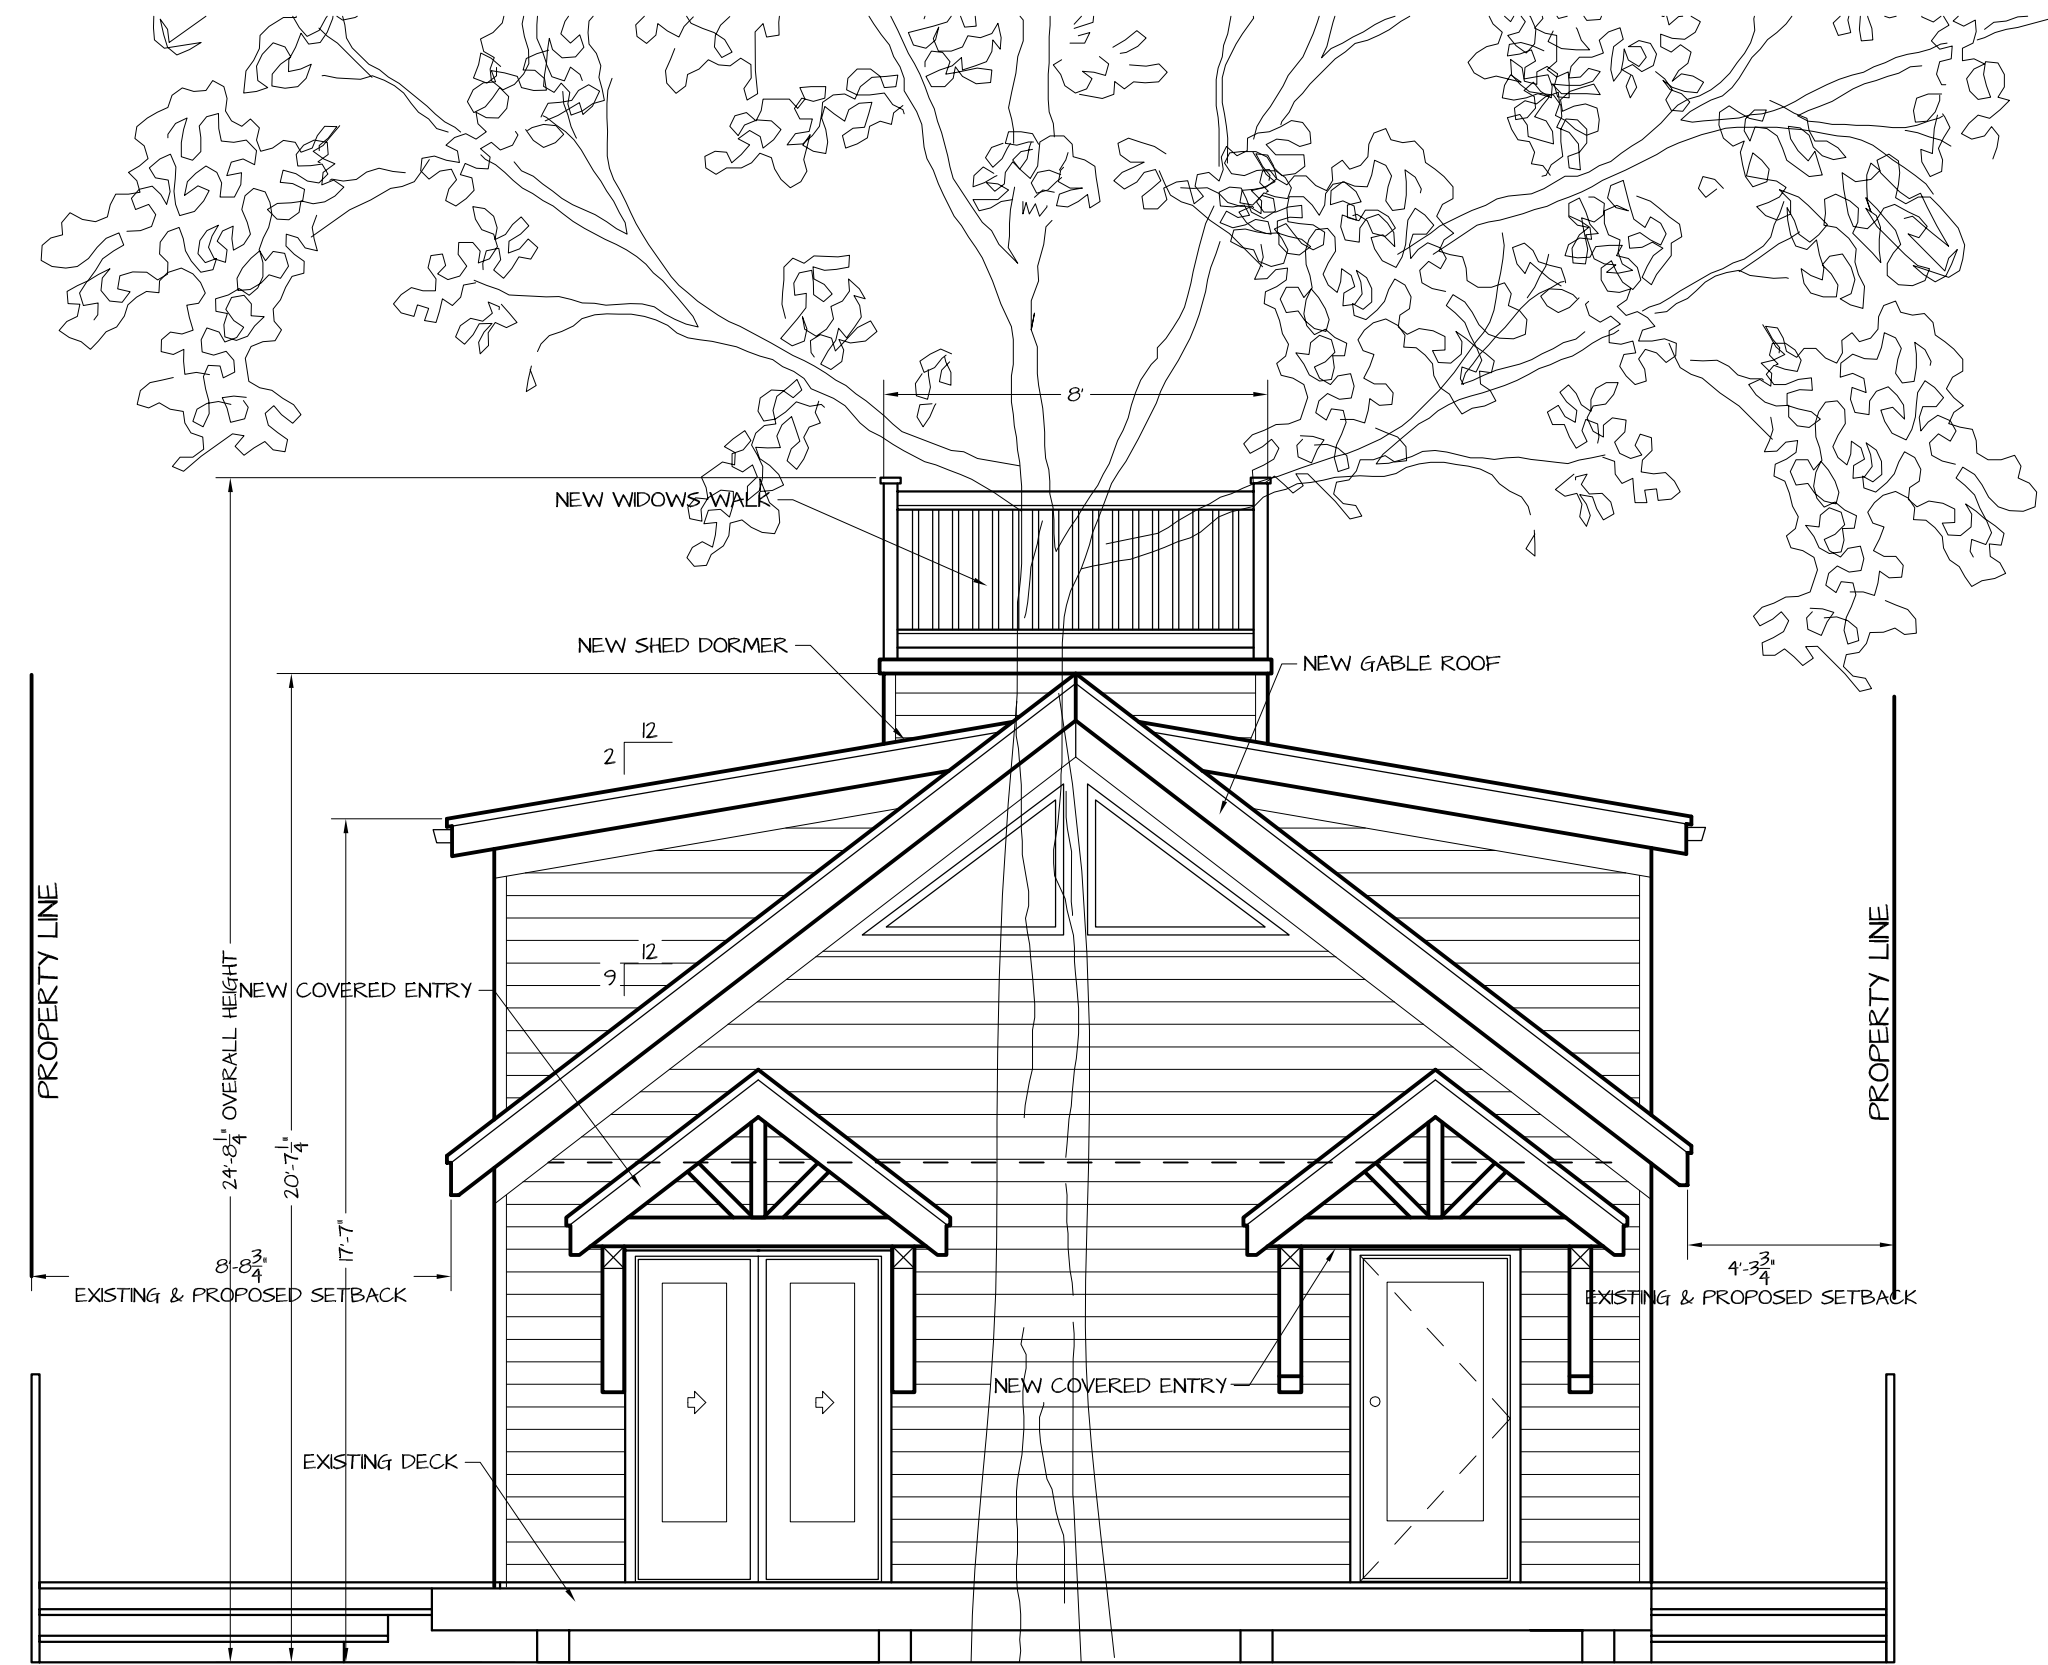 8'
NEW WIDOWS WALK
NEW SHED DORMER
NEW GABLE ROOF
12
2
PROPERTY LINE
PROPERTY LINE
12
9
NEW COVERED ENTRY
24'-8 1/4" OVERALL HEIGHT
20'-7 1/4"
17'-7"
8'-8 3/4"
EXISTING & PROPOSED SETBACK
4'-3 3/4"
EXISTING & PROPOSED SETBACK
NEW COVERED ENTRY
EXISTING DECK